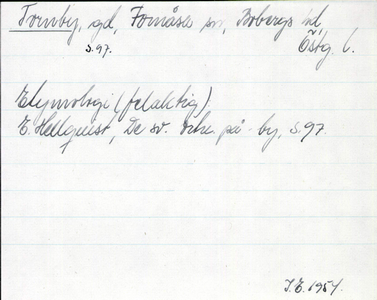 Tornby, gd, Fornåsa sn, Bobergs hd,
s. 97. Östg. l.
Etymologi (felaktig),
E. Hellquist, De sv. ortn. på -by, s. 97.
J.E. 1954.